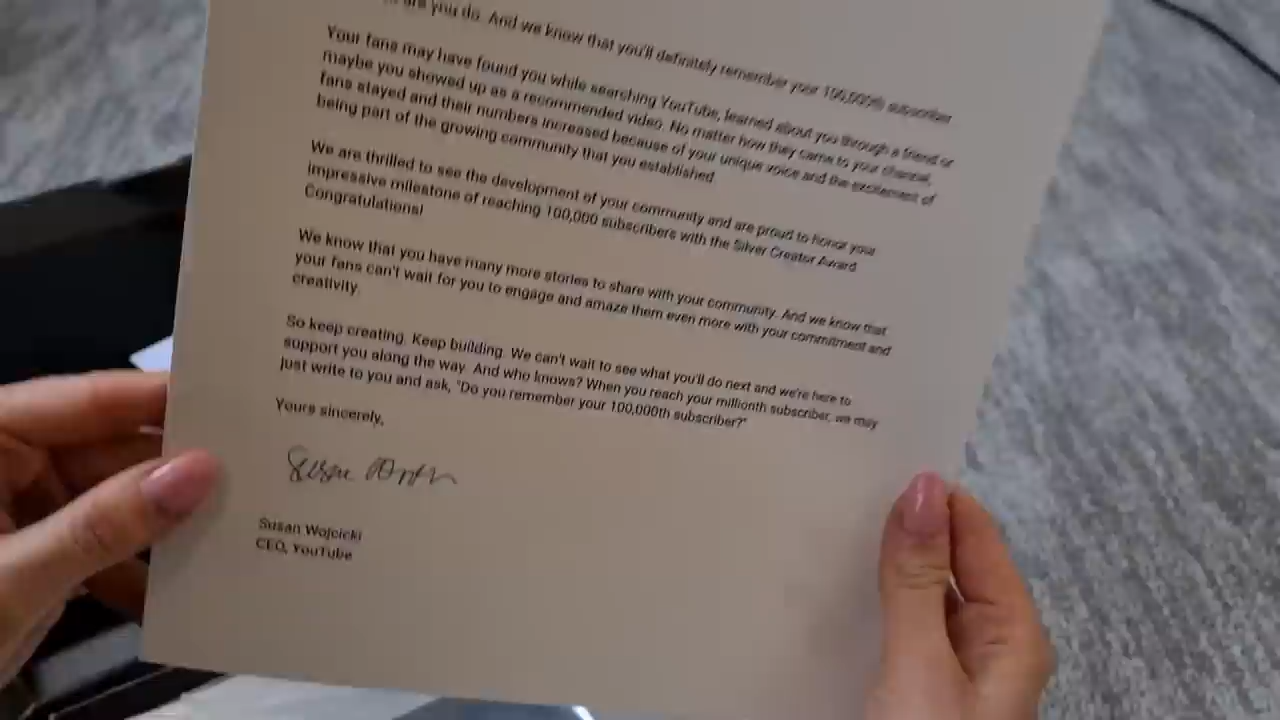 are you do. And we know that you'll definitely remember your 100,000th subscriber
Your fans may have found you while searching YouTube, learned about you through a friend or
maybe you showed up as a recommended video. No matter how they came to your channel,
fans stayed and their numbers increased because of your unique voice and the excitement of
being part of the growing community that you established.
We are thrilled to see the development of your community and are proud to honor your
impressive milestone of reaching 100,000 subscribers with the Silver Creator Award.
Congratulations!
We know that you have many more stories to share with your community. And we know that
your fans can't wait for you to engage and amaze them even more with your commitment and
creativity.
So keep creating. Keep building. We can't wait to see what you'll do next and we're here to
support you along the way. And who knows? When you reach your millionth subscriber, we may
just write to you and ask, "Do you remember your 100,000th subscriber?"
Yours sincerely,
Susan Wojcicki
CEO, YouTube